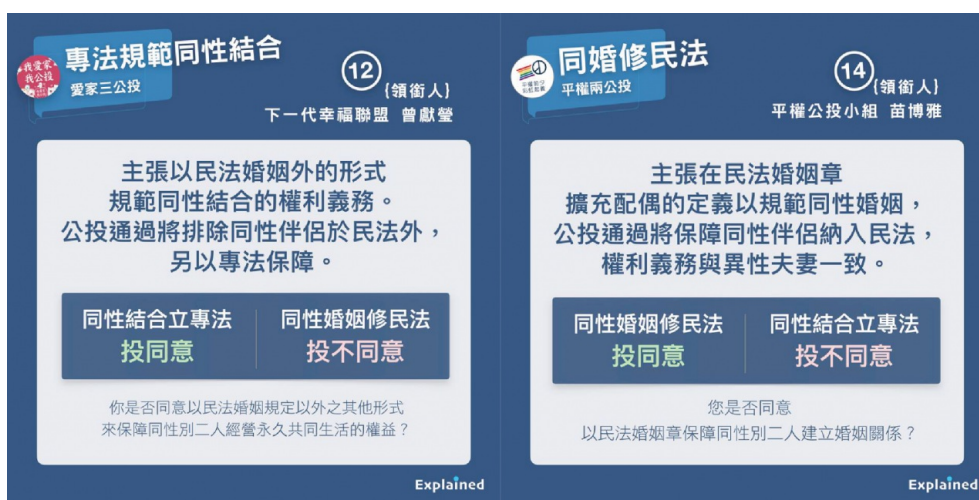 我愛家
我公投
專法規範同性結合
愛家三公投
12
{領銜人}
下一代幸福聯盟 曾獻瑩
主張以民法婚姻外的形式
規範同性結合的權利義務。
公投通過將排除同性伴侶於民法外，
另以專法保障。
同性結合立專法
投同意
同性婚姻修民法
投不同意
你是否同意以民法婚姻規定以外之其他形式
來保障同性別二人經營永久共同生活的權益？
Explained
同婚修民法
平權兩公投
14
{領銜人}
平權公投小組 苗博雅
主張在民法婚姻章
擴充配偶的定義以規範同性婚姻，
公投通過將保障同性伴侶納入民法，
權利義務與異性夫妻一致。
同性婚姻修民法
投同意
同性結合立專法
投不同意
您是否同意
以民法婚姻章保障同性別二人建立婚姻關係？
Explained